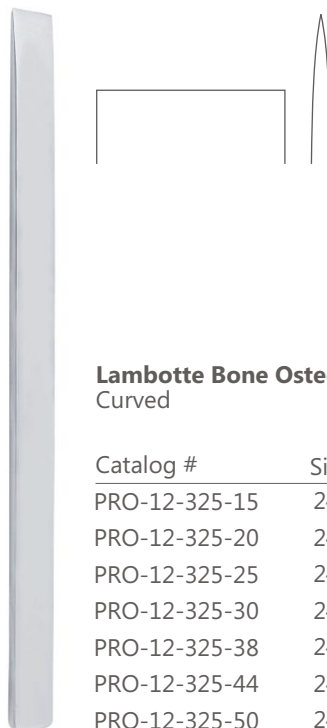 Lambotte Bone
Curved
Catalog #
PRO-12-325-15
PRO-12-325-20
PRO-12-325-25
PRO-12-325-30
PRO-12-325-38
PRO-12-325-44
PRO-12-325-50